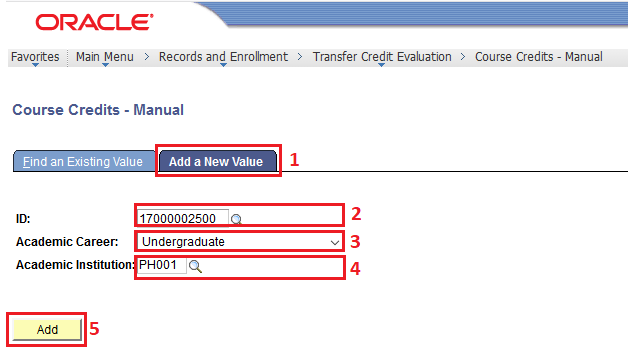 ORACLE
Favorites Main Menu > Records and Enrollment > Transfer Credit Evaluation > Course Credits - Manual
Course Credits - Manual
Find an Existing Value Add a New Value 1
ID: 17000002500 2
Academic Career: Undergraduate 3
Academic Institution: PH001 4
Add 5